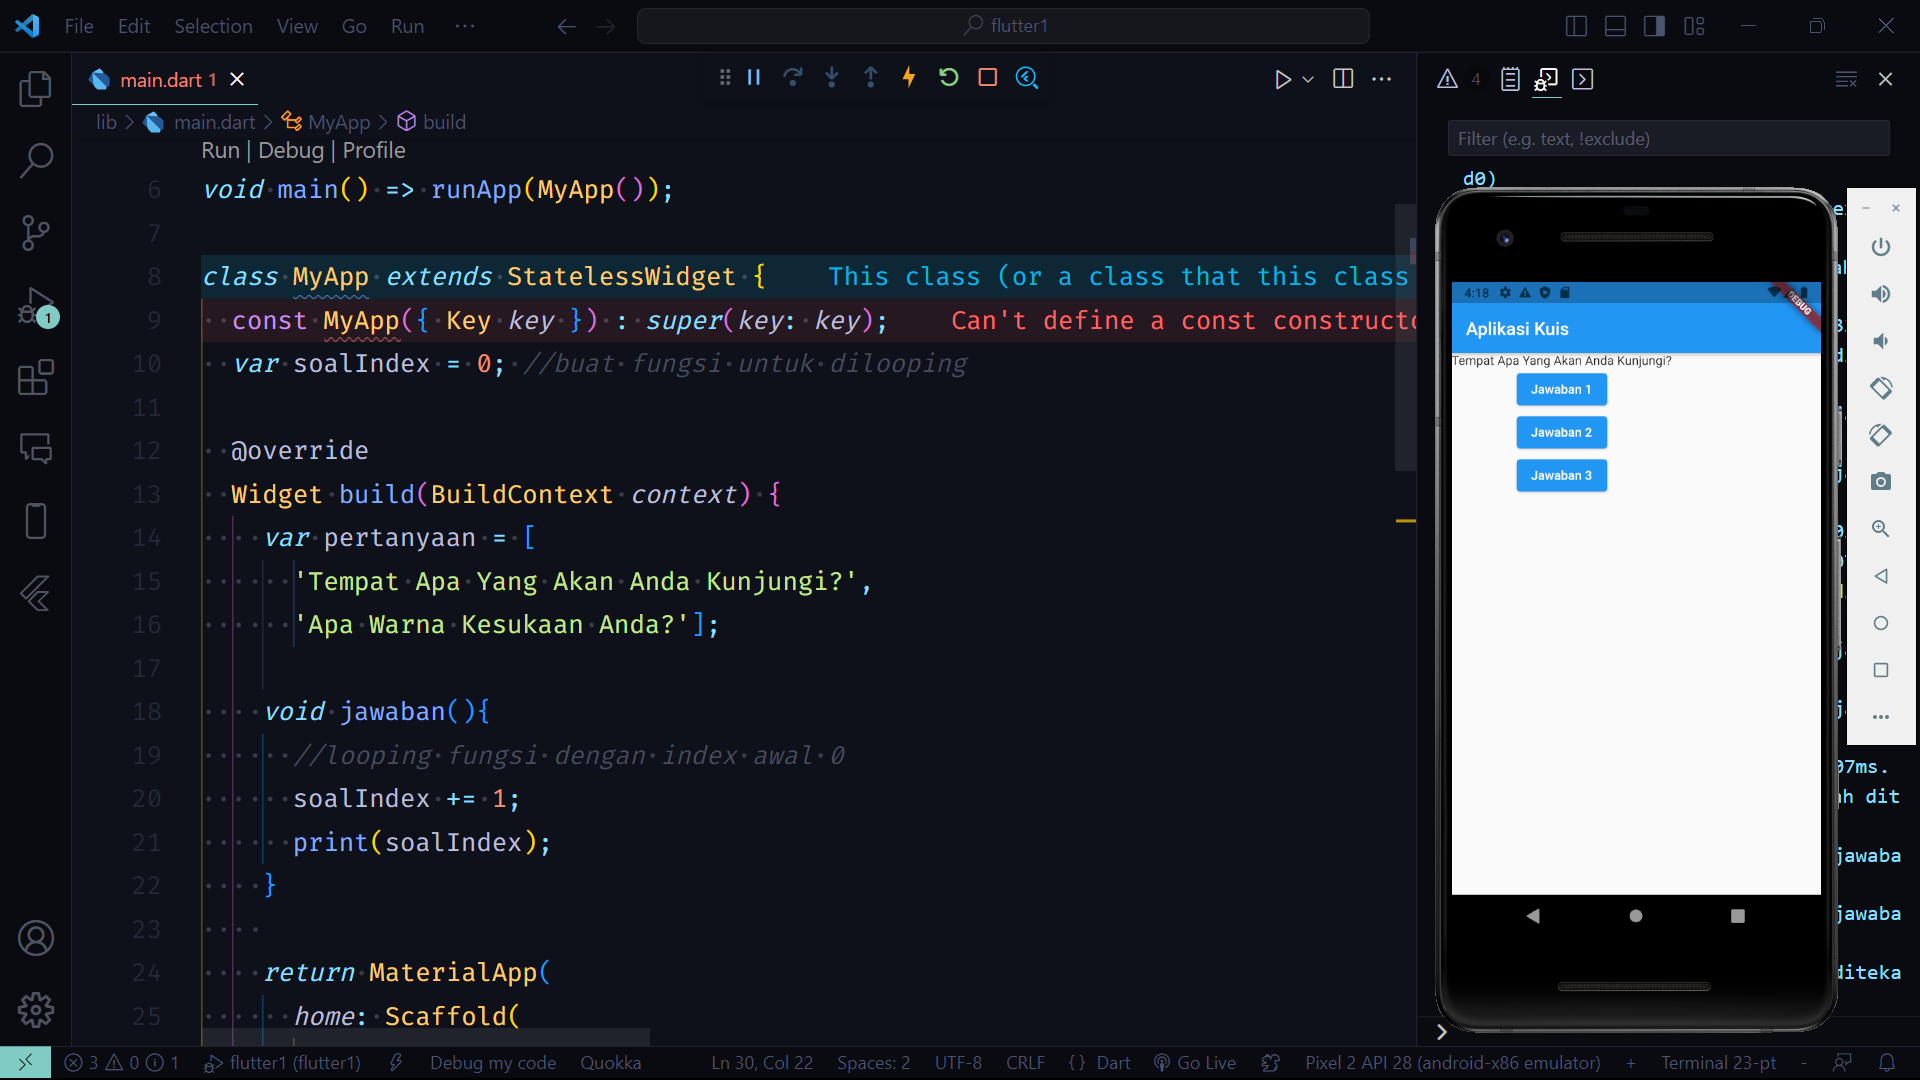 File Edit Selection View Go Run ··· flutter1
main.dart 1
lib > main.dart > MyApp > build
Run | Debug | Profile
6 void main() => runApp(MyApp());
7
8 class MyApp extends StatelessWidget { This class (or a class that this class
9 const MyApp({ Key key }) : super(key: key); Can't define a const constructo
10 var soalIndex = 0; //buat fungsi untuk dilooping
11
12 @override
13 Widget build(BuildContext context) {
14 var pertanyaan = [
15 'Tempat Apa Yang Akan Anda Kunjungi?',
16 'Apa Warna Kesukaan Anda?'];
17
18 void jawaban(){
19 //looping fungsi dengan index awal 0
20 soalIndex += 1;
21 print(soalIndex);
22 }
23
24 return MaterialApp(
25 home: Scaffold(
4
Filter (e.g. text, !exclude)
d0)
4:18
DEBUG
Aplikasi Kuis
Tempat Apa Yang Akan Anda Kunjungi?
Jawaban 1
Jawaban 2
Jawaban 3
07ms.
ah dit
jawaba
jawaba
diteka
1
3 0 1 flutter1 (flutter1) Debug my code Quokka Ln 30, Col 22 Spaces: 2 UTF-8 CRLF {} Dart Go Live Pixel 2 API 28 (android-x86 emulator) + Terminal 23-pt -